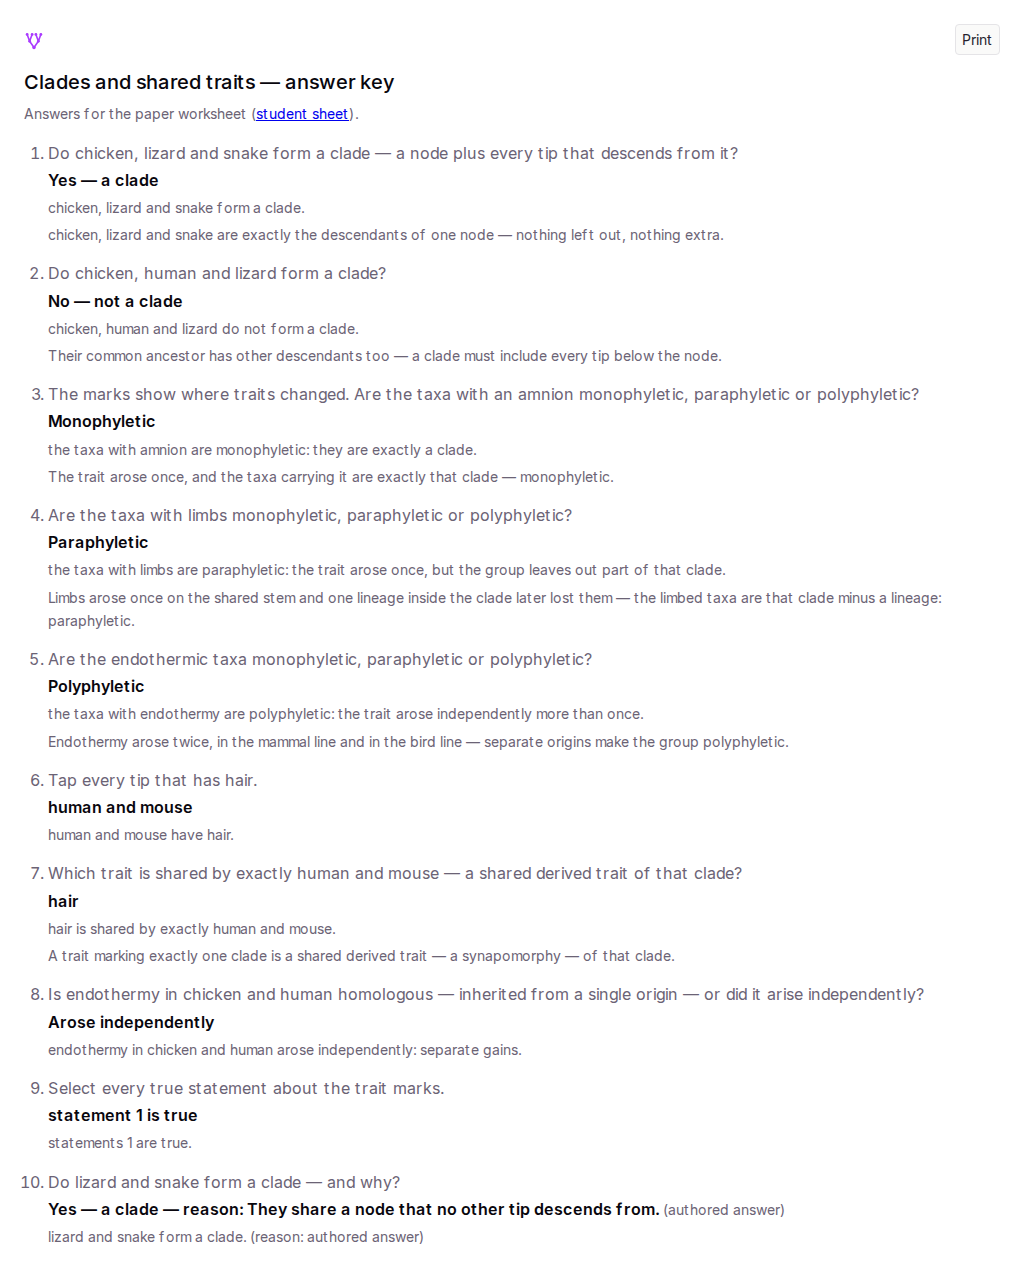 Print
Clades and shared traits — answer key
Answers for the paper worksheet (student sheet).
1. Do chicken, lizard and snake form a clade — a node plus every tip that descends from it?
Yes — a clade
chicken, lizard and snake form a clade.
chicken, lizard and snake are exactly the descendants of one node — nothing left out, nothing extra.
2. Do chicken, human and lizard form a clade?
No — not a clade
chicken, human and lizard do not form a clade.
Their common ancestor has other descendants too — a clade must include every tip below the node.
3. The marks show where traits changed. Are the taxa with an amnion monophyletic, paraphyletic or polyphyletic?
Monophyletic
the taxa with amnion are monophyletic: they are exactly a clade.
The trait arose once, and the taxa carrying it are exactly that clade — monophyletic.
4. Are the taxa with limbs monophyletic, paraphyletic or polyphyletic?
Paraphyletic
the taxa with limbs are paraphyletic: the trait arose once, but the group leaves out part of that clade.
Limbs arose once on the shared stem and one lineage inside the clade later lost them — the limbed taxa are that clade minus a lineage:
paraphyletic.
5. Are the endothermic taxa monophyletic, paraphyletic or polyphyletic?
Polyphyletic
the taxa with endothermy are polyphyletic: the trait arose independently more than once.
Endothermy arose twice, in the mammal line and in the bird line — separate origins make the group polyphyletic.
6. Tap every tip that has hair.
human and mouse
human and mouse have hair.
7. Which trait is shared by exactly human and mouse — a shared derived trait of that clade?
hair
hair is shared by exactly human and mouse.
A trait marking exactly one clade is a shared derived trait — a synapomorphy — of that clade.
8. Is endothermy in chicken and human homologous — inherited from a single origin — or did it arise independently?
Arose independently
endothermy in chicken and human arose independently: separate gains.
9. Select every true statement about the trait marks.
statement 1 is true
statements 1 are true.
10. Do lizard and snake form a clade — and why?
Yes — a clade — reason: They share a node that no other tip descends from. (authored answer)
lizard and snake form a clade. (reason: authored answer)